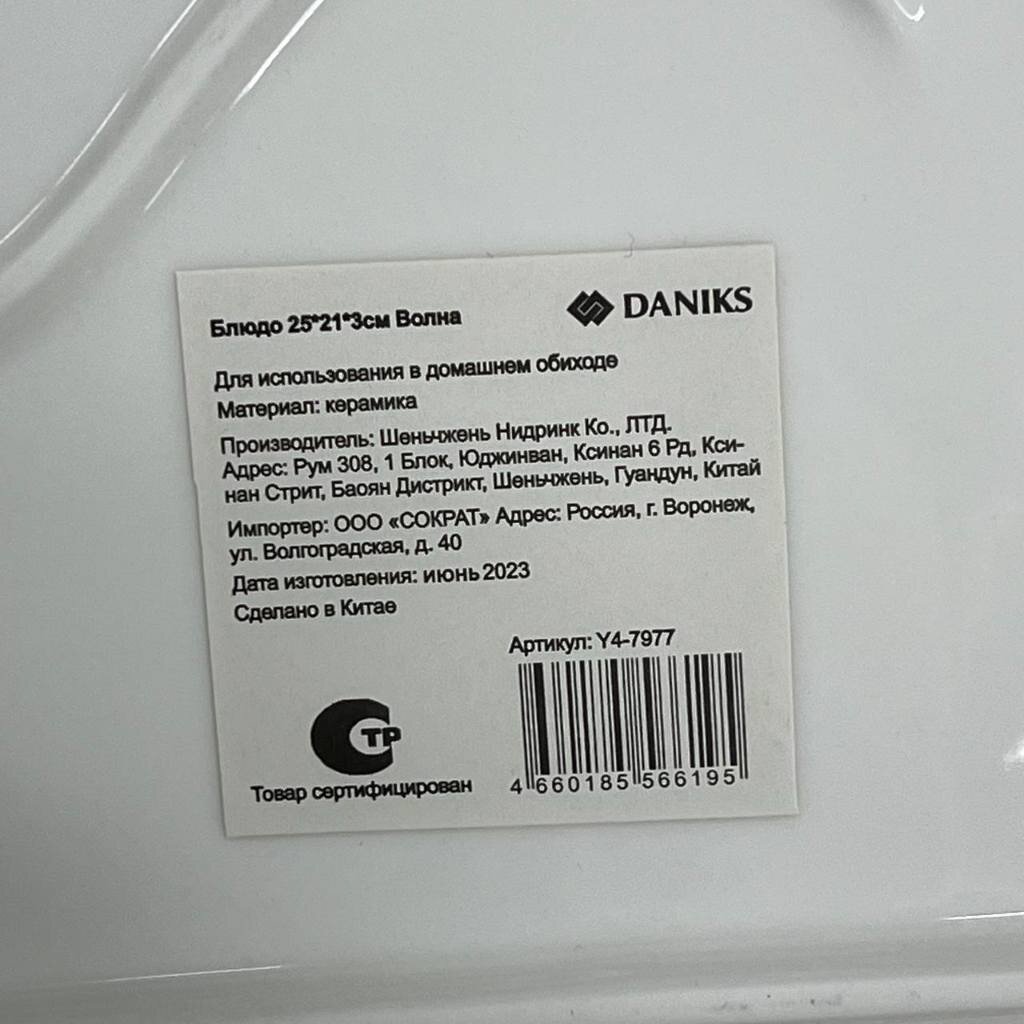 DANIKS
Блюдо 25*21*3см Волна
Для использования в домашнем обиходе
Материал: керамика
Производитель: Шеньчжень Нидринк Ко., ЛТД.
Адрес: Рум 308, 1 Блок, Юджинван, Ксинан 6 Рд, Кси-
нан Стрит, Баоян Дистрикт, Шеньчжень, Гуандун, Китай
Импортер: ООО «СОКРАТ» Адрес: Россия, г. Воронеж,
ул. Волгоградская, д. 40
Дата изготовления: июнь 2023
Сделано в Китае
Артикул: Y4-7977
СТР
Товар сертифицирован
4 660185 566195